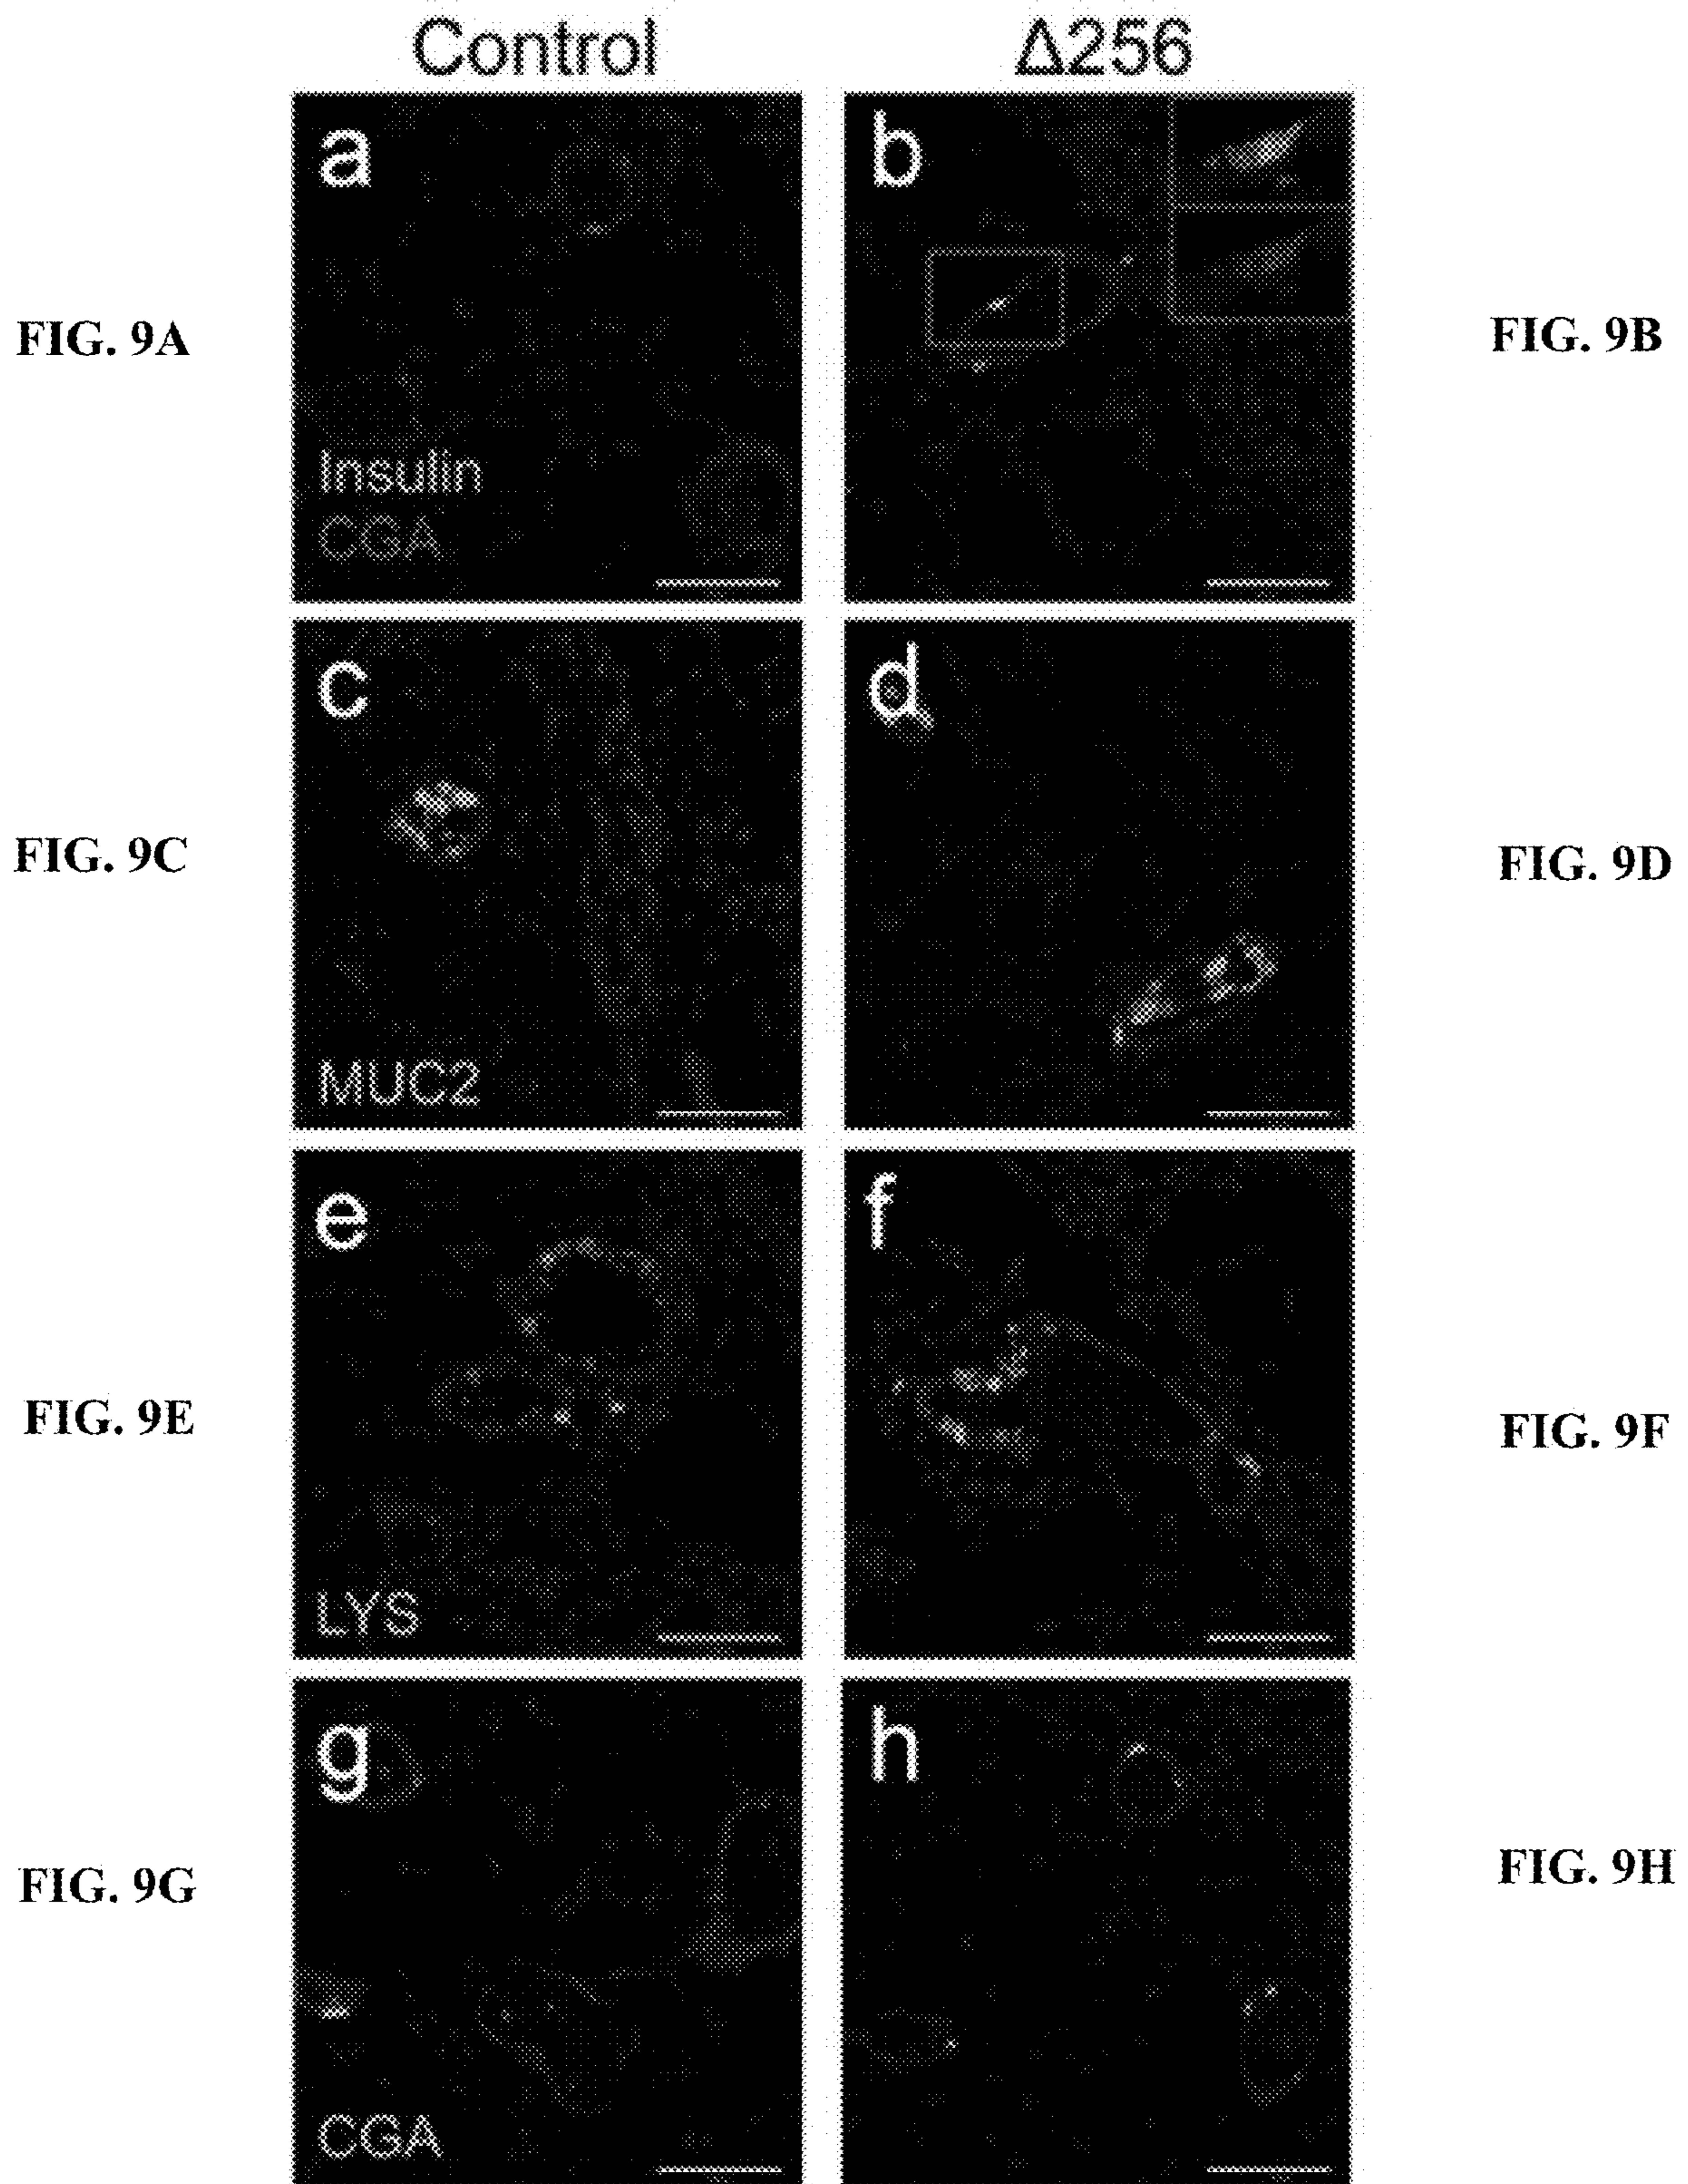 Control Δ256
a b
FIG. 9A FIG. 9B
Insulin
CGA
c d
FIG. 9C FIG. 9D
MUC2
e f
FIG. 9E FIG. 9F
LYS
g h
FIG. 9G FIG. 9H
CGA